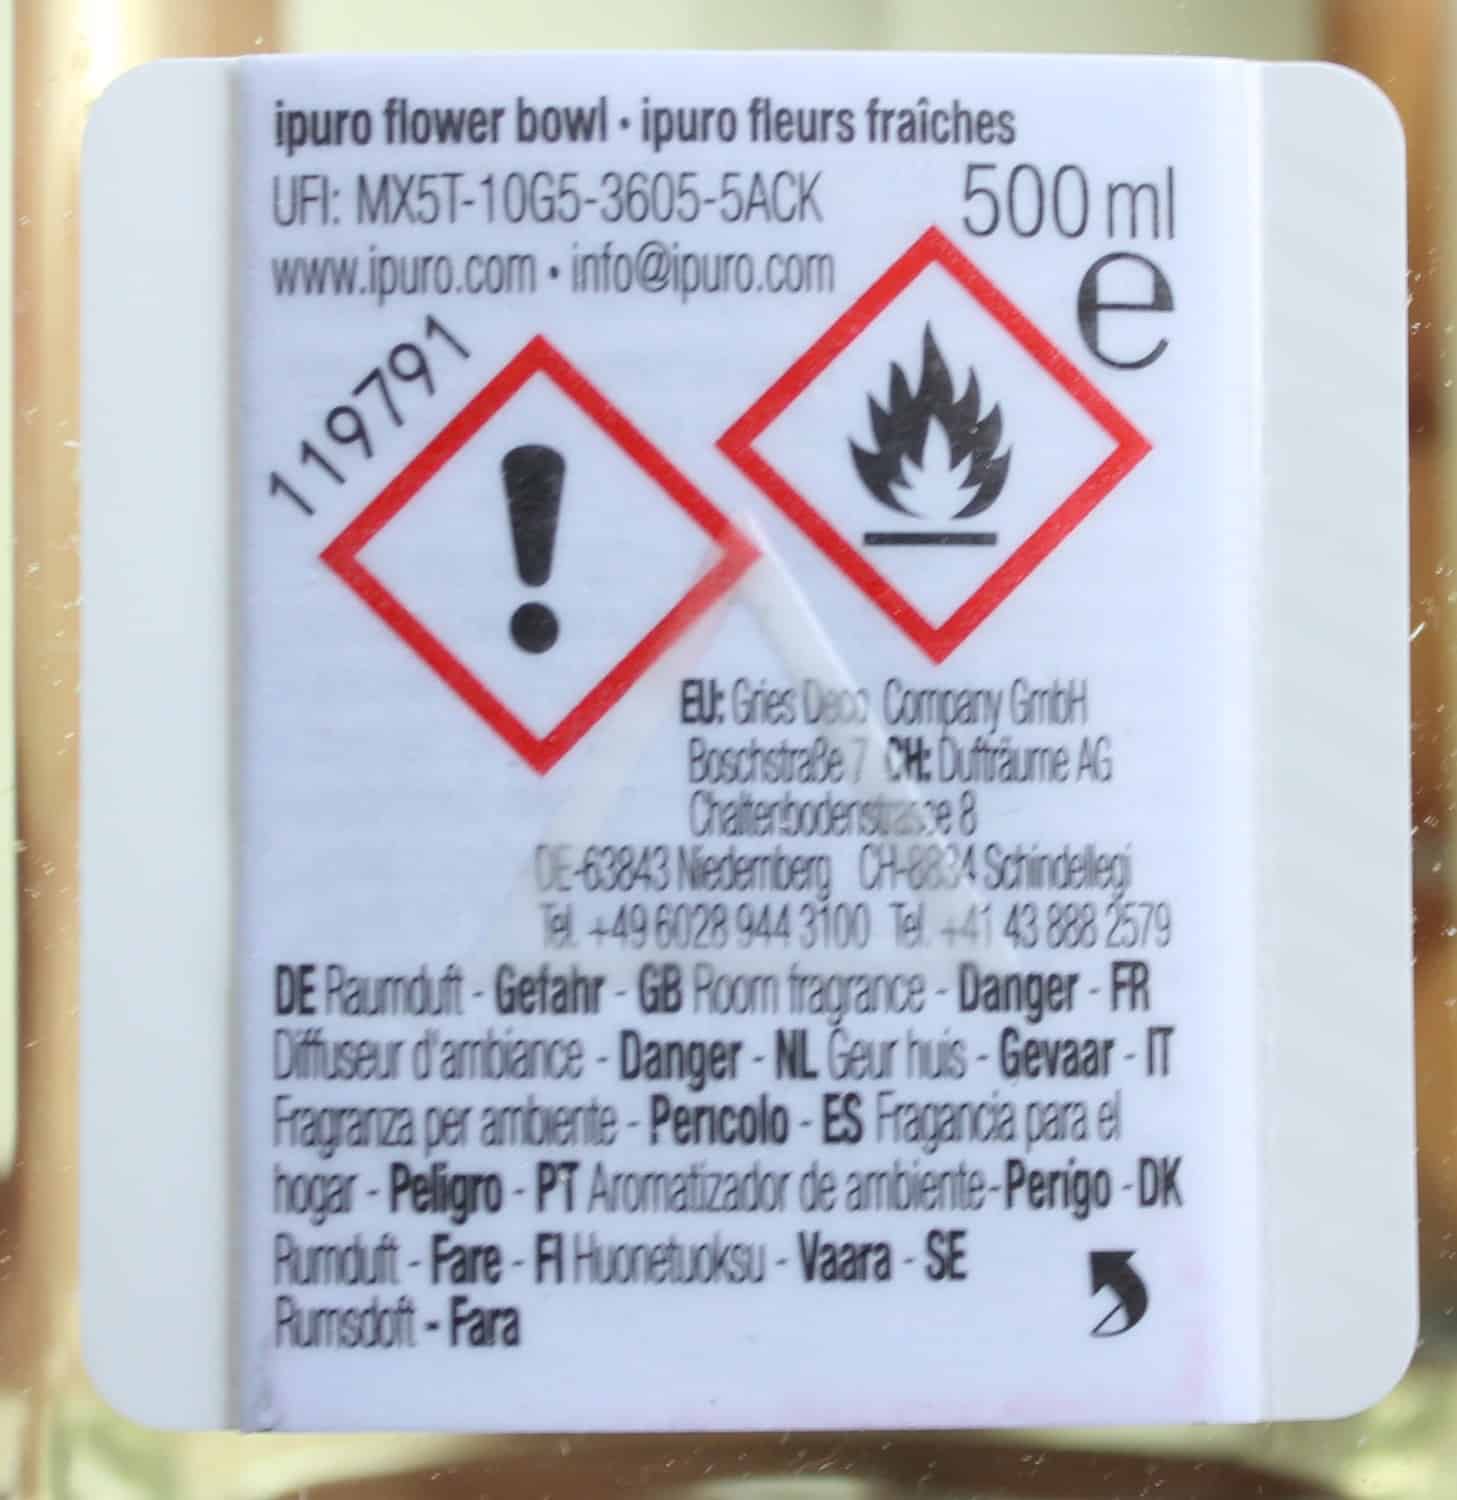 ipuro flower bowl · ipuro fleurs fraîches
UFI: MX5T-10G5-3605-5ACK
500 ml
www.ipuro.com · info@ipuro.com
e
119791
EU: Gries Deco Company GmbH
Boschstraße 7 CH: Dufträume AG
Chaltenbodenstrasse 8
DE-63843 Niedernberg CH-8834 Schindellegi
Tel. +49 6028 944 3100 Tel. +41 43 888 2579
DE Raumduft - Gefahr - GB Room fragrance - Danger - FR
Diffuseur d'ambiance - Danger - NL Geur huis - Gevaar - IT
Fragranza per ambiente - Pericolo - ES Fragancia para el
hogar - Peligro - PT Aromatizador de ambiente-Perigo -DK
Rumduft - Fare - FI Huonetuoksu - Vaara - SE
Rumsdoft - Fara